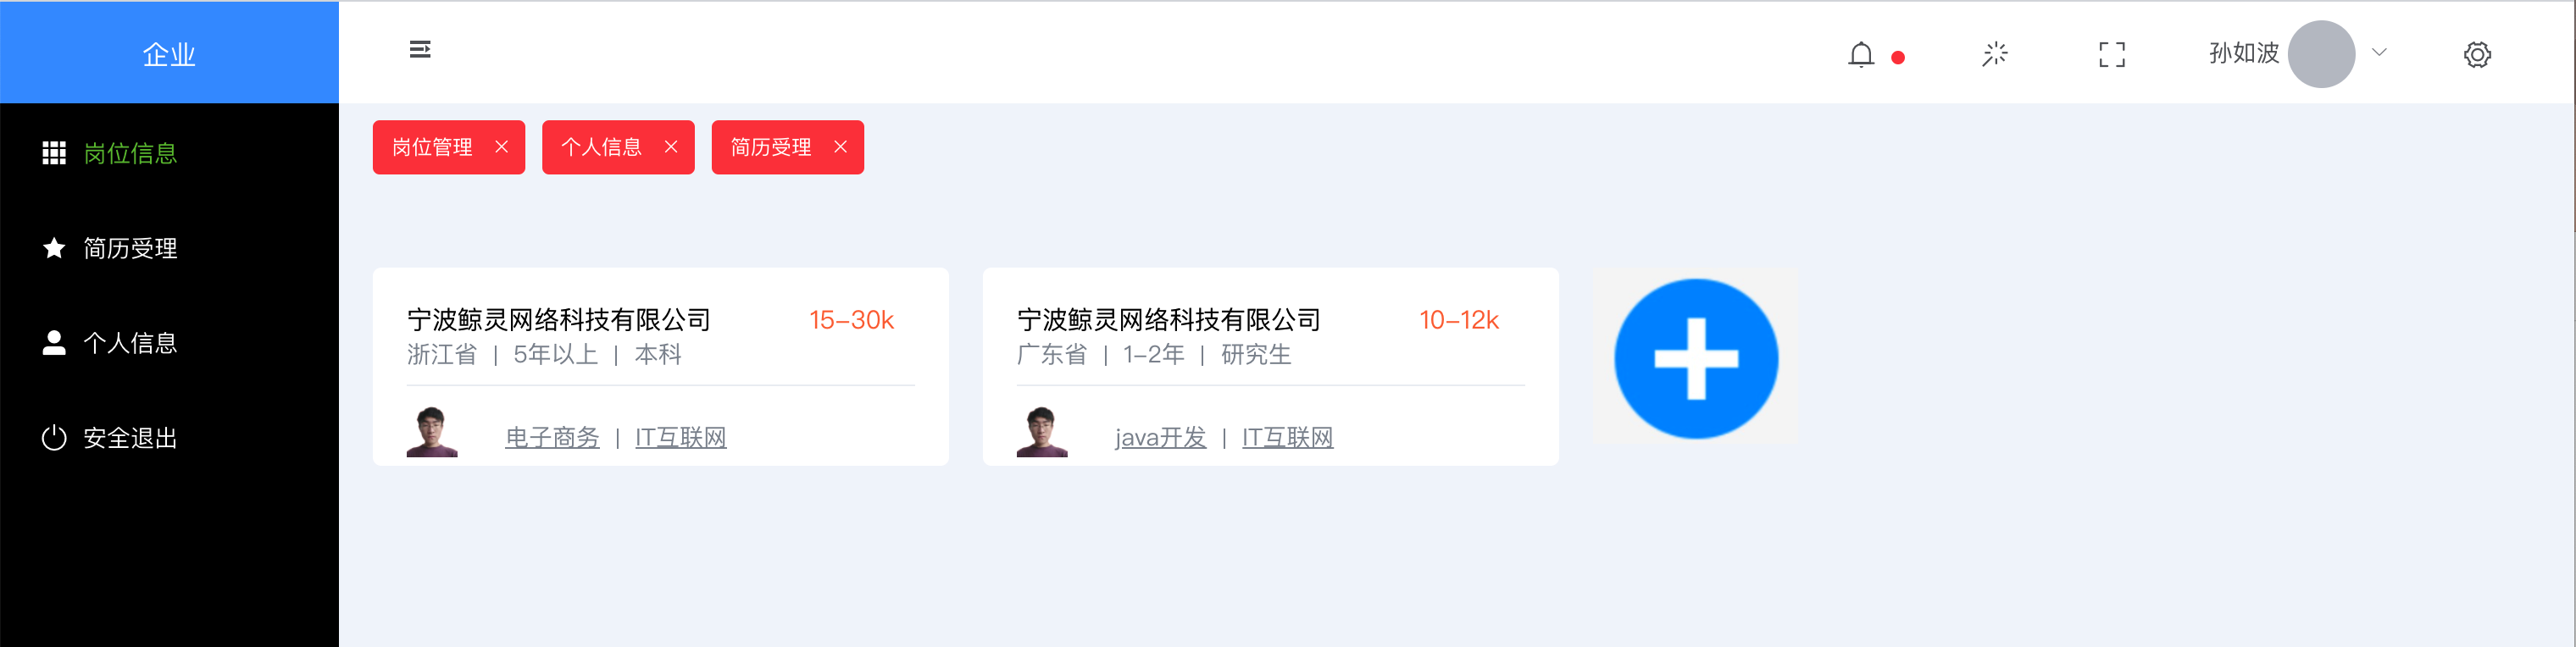 企业
孙如波
岗位信息
简历受理
个人信息
安全退出
岗位管理 × 个人信息 × 简历受理 ×
宁波鲸灵网络科技有限公司 15-30k
浙江省 | 5年以上 | 本科
电子商务 | IT互联网
宁波鲸灵网络科技有限公司 10-12k
广东省 | 1-2年 | 研究生
java开发 | IT互联网